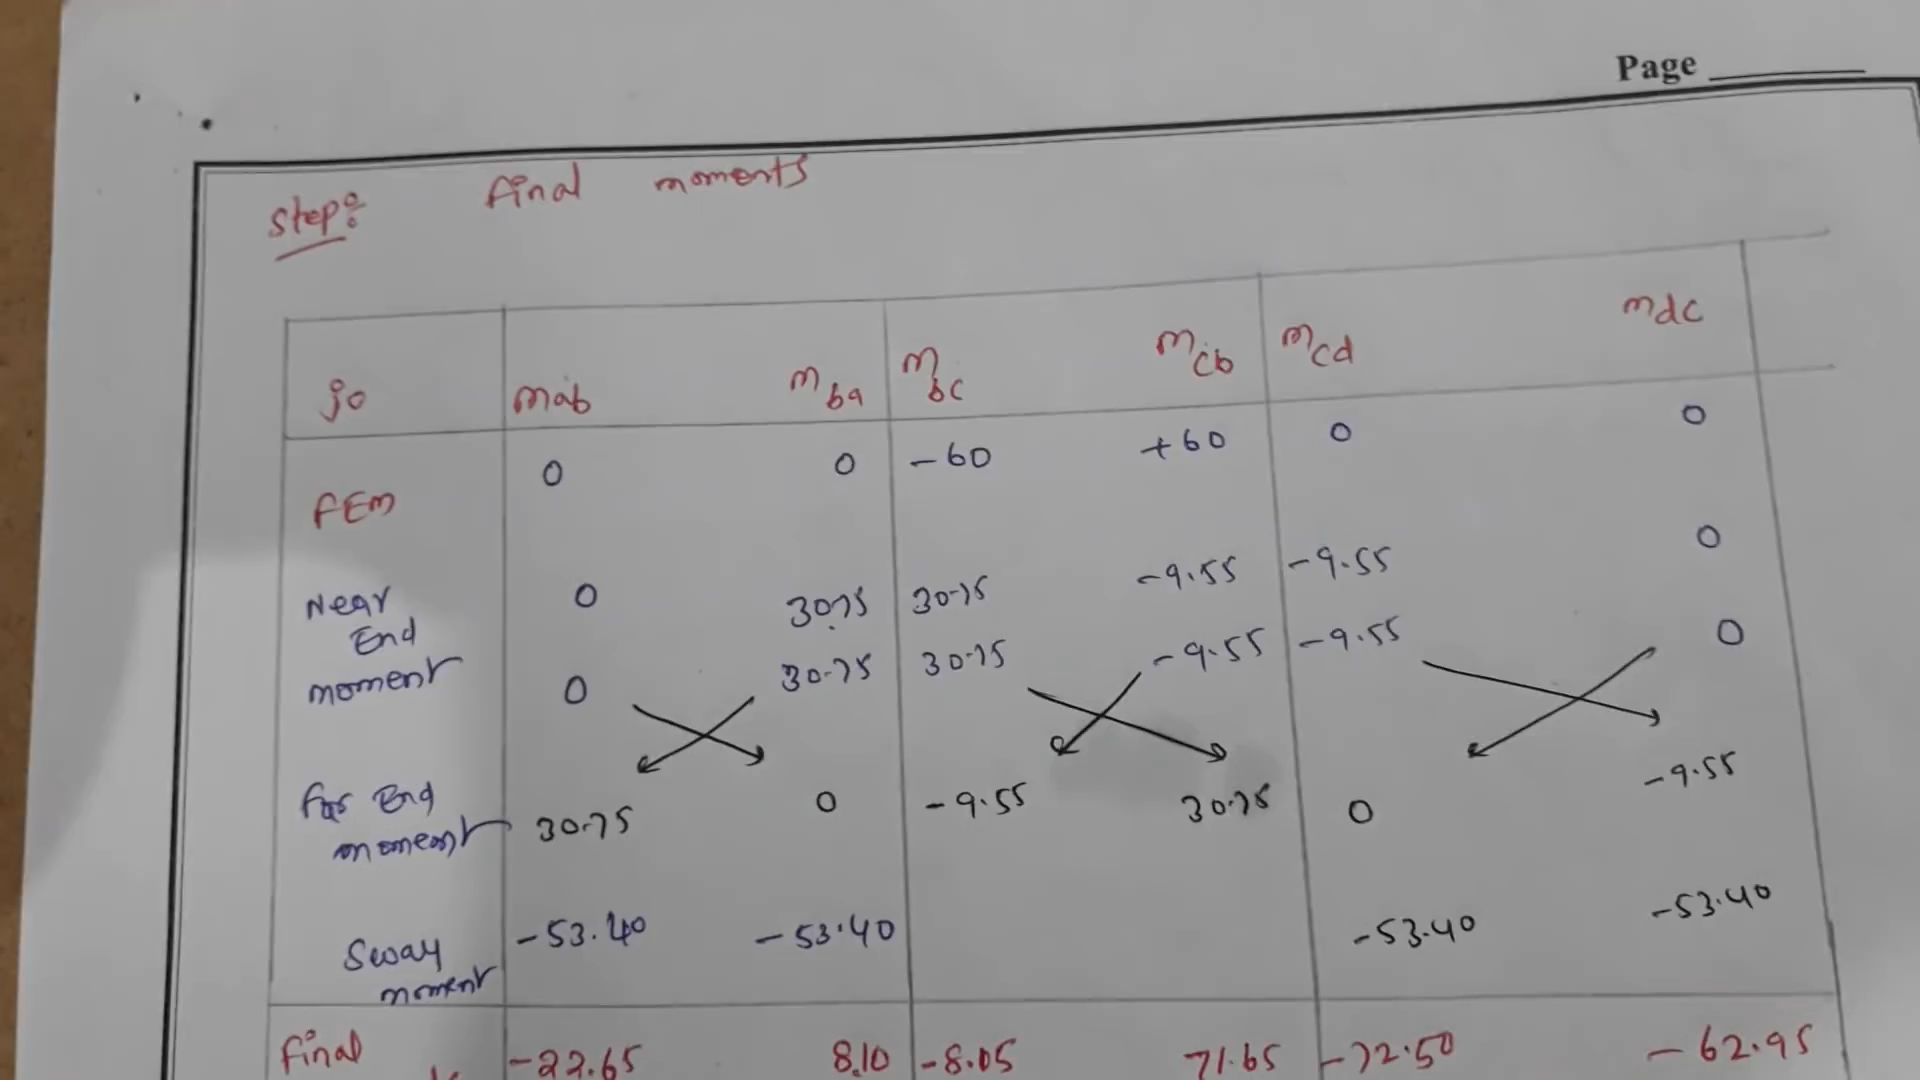 Page
Step: final moments
jo mab mba mbc mcb mcd mdc
FEM 0 0 -60 +60 0 0
Near End moment 0 30.75 30.75 -9.55 -9.55 0
0 30.75 30.75 -9.55 -9.55 0
far End moment 30.75 0 -9.55 30.75 0 -9.55
Sway moment -53.40 -53.40 -53.40 -53.40
final -22.65 8.10 -8.05 71.65 -72.50 -62.95